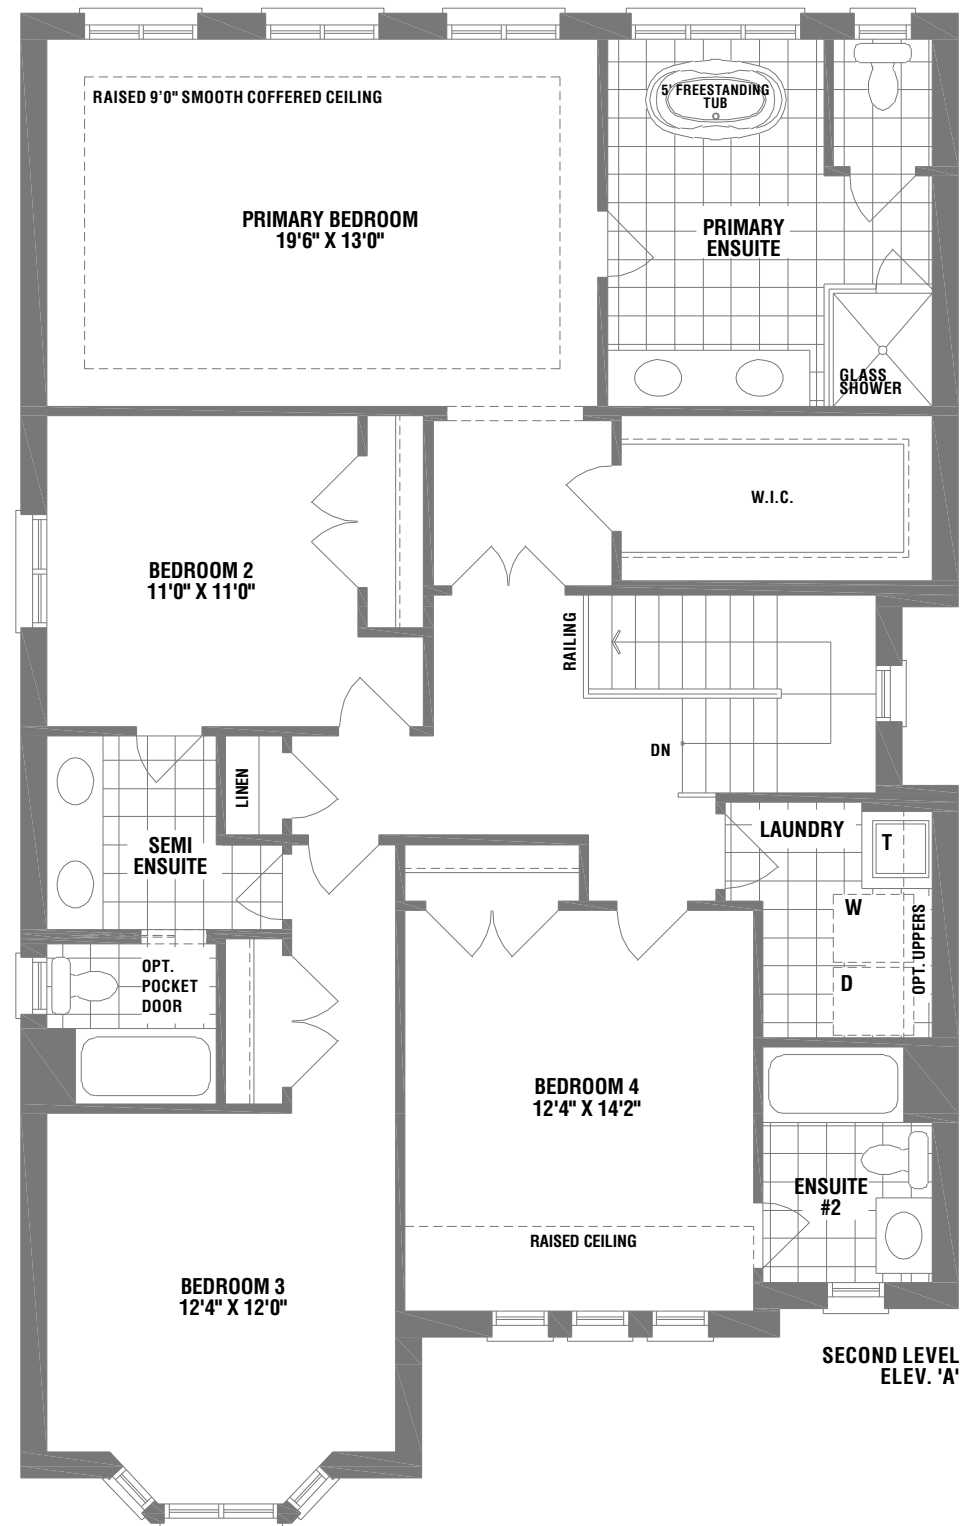 RAISED 9'0" SMOOTH COFFERED CEILING
5' FREESTANDING
TUB
PRIMARY BEDROOM
19'6" X 13'0"
PRIMARY
ENSUITE
GLASS
SHOWER
W.I.C.
BEDROOM 2
11'0" X 11'0"
RAILING
DN
LINEN
SEMI
ENSUITE
LAUNDRY
T
W
D
OPT. UPPERS
OPT.
POCKET
DOOR
BEDROOM 4
12'4" X 14'2"
ENSUITE
#2
RAISED CEILING
BEDROOM 3
12'4" X 12'0"
SECOND LEVEL
ELEV. 'A'